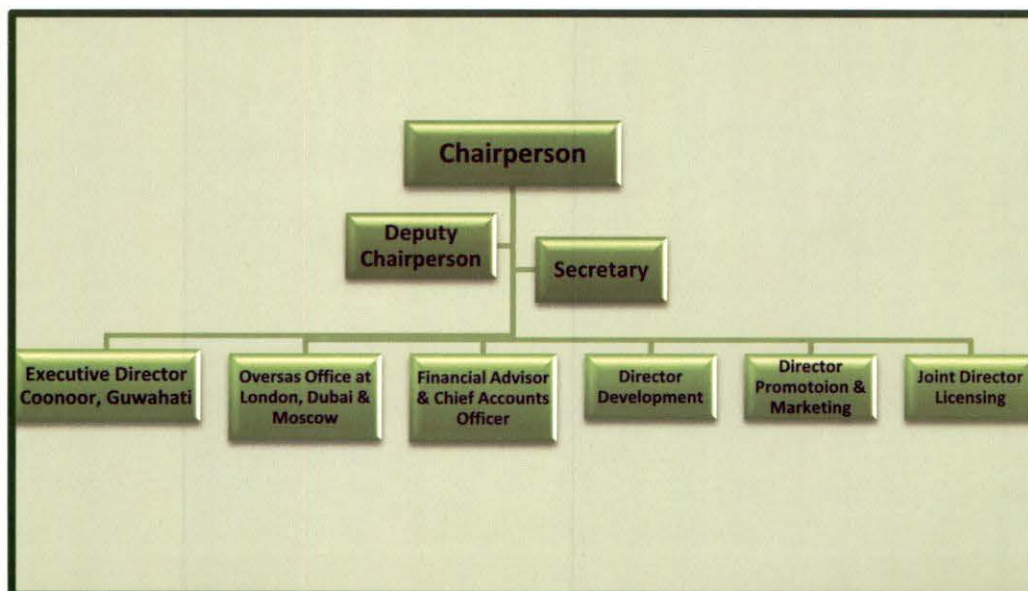 Chairperson
Deputy
Chairperson
Secretary
Executive Director
Coonoor, Guwahati
Oversas Office at
London, Dubai &
Moscow
Financial Advisor
& Chief Accounts
Officer
Director
Development
Director
Promotoion &
Marketing
Joint Director
Licensing